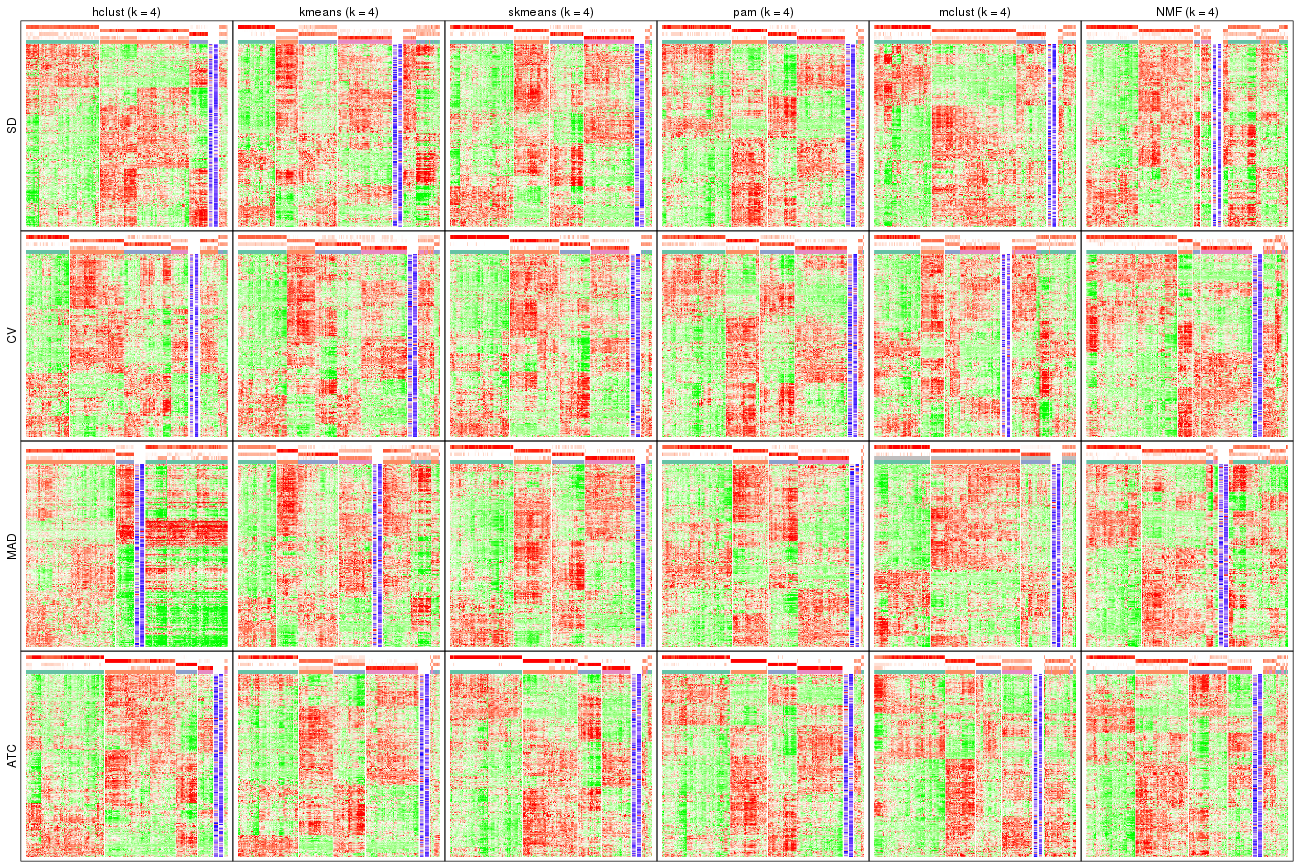 hclust (k = 4)
kmeans (k = 4)
skmeans (k = 4)
pam (k = 4)
mclust (k = 4)
NMF (k = 4)
SD
CV
MAD
ATC